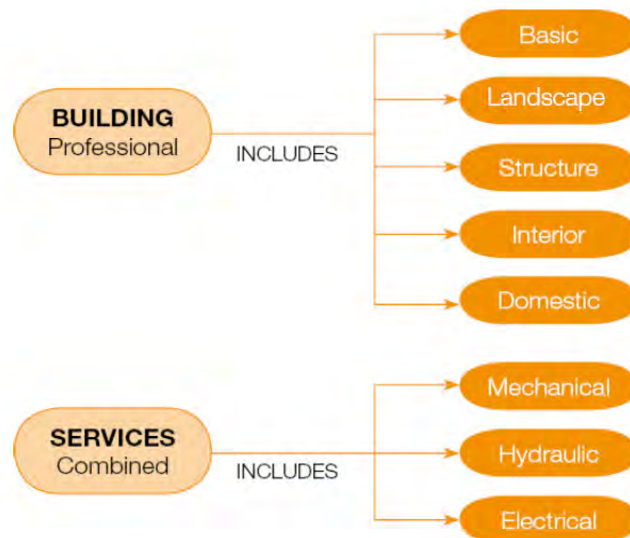 Basic
Landscape
BUILDING
Professional
INCLUDES
Structure
Interior
Domestic
Mechanical
SERVICES
Combined
INCLUDES
Hydraulic
Electrical